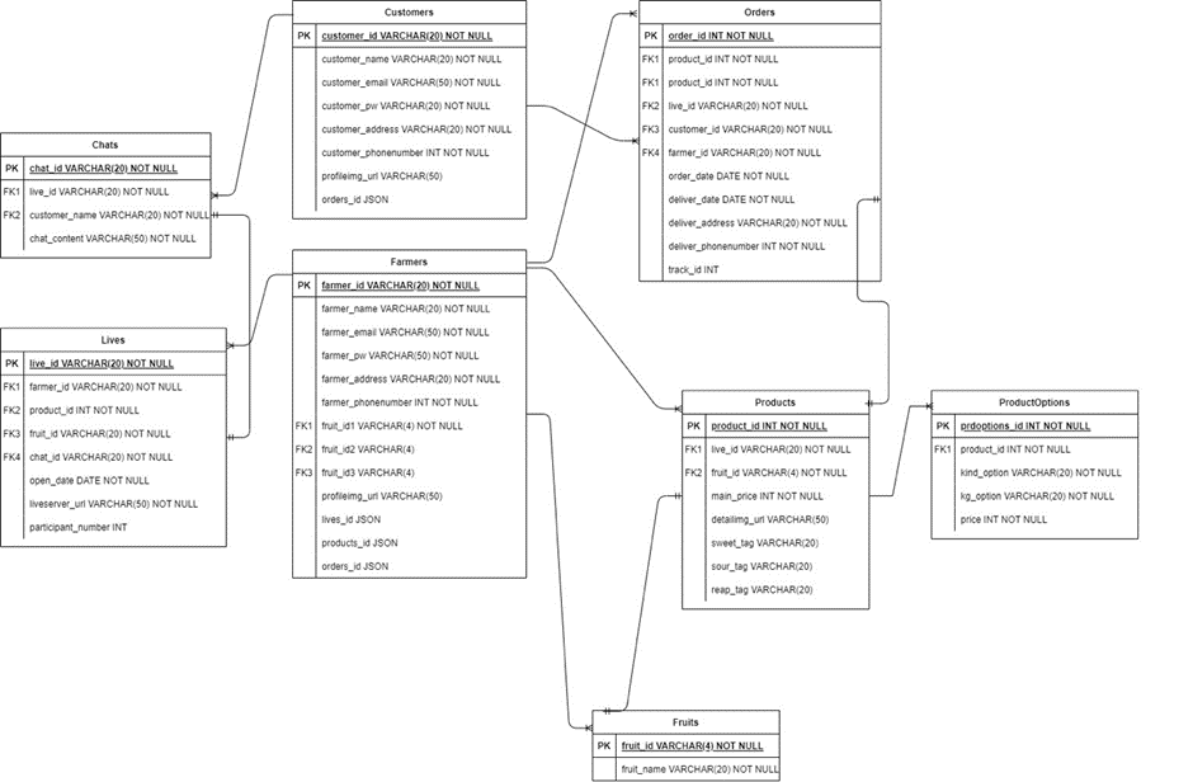 Customers
PK customer_id VARCHAR(20) NOT NULL
customer_name VARCHAR(20) NOT NULL
customer_email VARCHAR(50) NOT NULL
customer_pw VARCHAR(20) NOT NULL
customer_address VARCHAR(20) NOT NULL
customer_phonenumber INT NOT NULL
profileimg_url VARCHAR(50)
orders_id JSON
Orders
PK order_id INT NOT NULL
FK1 product_id INT NOT NULL
FK1 product_id INT NOT NULL
FK2 live_id VARCHAR(20) NOT NULL
FK3 customer_id VARCHAR(20) NOT NULL
FK4 farmer_id VARCHAR(20) NOT NULL
order_date DATE NOT NULL
deliver_date DATE NOT NULL
deliver_address VARCHAR(20) NOT NULL
deliver_phonenumber INT NOT NULL
track_id INT
Chats
PK chat_id VARCHAR(20) NOT NULL
FK1 live_id VARCHAR(20) NOT NULL
FK2 customer_name VARCHAR(20) NOT NULL
chat_content VARCHAR(50) NOT NULL
Farmers
PK farmer_id VARCHAR(20) NOT NULL
farmer_name VARCHAR(20) NOT NULL
farmer_email VARCHAR(50) NOT NULL
farmer_pw VARCHAR(50) NOT NULL
farmer_address VARCHAR(20) NOT NULL
farmer_phonenumber INT NOT NULL
FK1 fruit_id1 VARCHAR(4) NOT NULL
FK2 fruit_id2 VARCHAR(4)
FK3 fruit_id3 VARCHAR(4)
profileimg_url VARCHAR(50)
lives_id JSON
products_id JSON
orders_id JSON
Lives
PK live_id VARCHAR(20) NOT NULL
FK1 farmer_id VARCHAR(20) NOT NULL
FK2 product_id INT NOT NULL
FK3 fruit_id VARCHAR(20) NOT NULL
FK4 chat_id VARCHAR(20) NOT NULL
open_date DATE NOT NULL
liveserver_url VARCHAR(50) NOT NULL
participant_number INT
Products
PK product_id INT NOT NULL
FK1 live_id VARCHAR(20) NOT NULL
FK2 fruit_id VARCHAR(4) NOT NULL
main_price INT NOT NULL
detailimg_url VARCHAR(50)
sweet_tag VARCHAR(20)
sour_tag VARCHAR(20)
reap_tag VARCHAR(20)
ProductOptions
PK prdoptions_id INT NOT NULL
FK1 product_id INT NOT NULL
kind_option VARCHAR(20) NOT NULL
kg_option VARCHAR(20) NOT NULL
price INT NOT NULL
Fruits
PK fruit_id VARCHAR(4) NOT NULL
fruit_name VARCHAR(20) NOT NULL